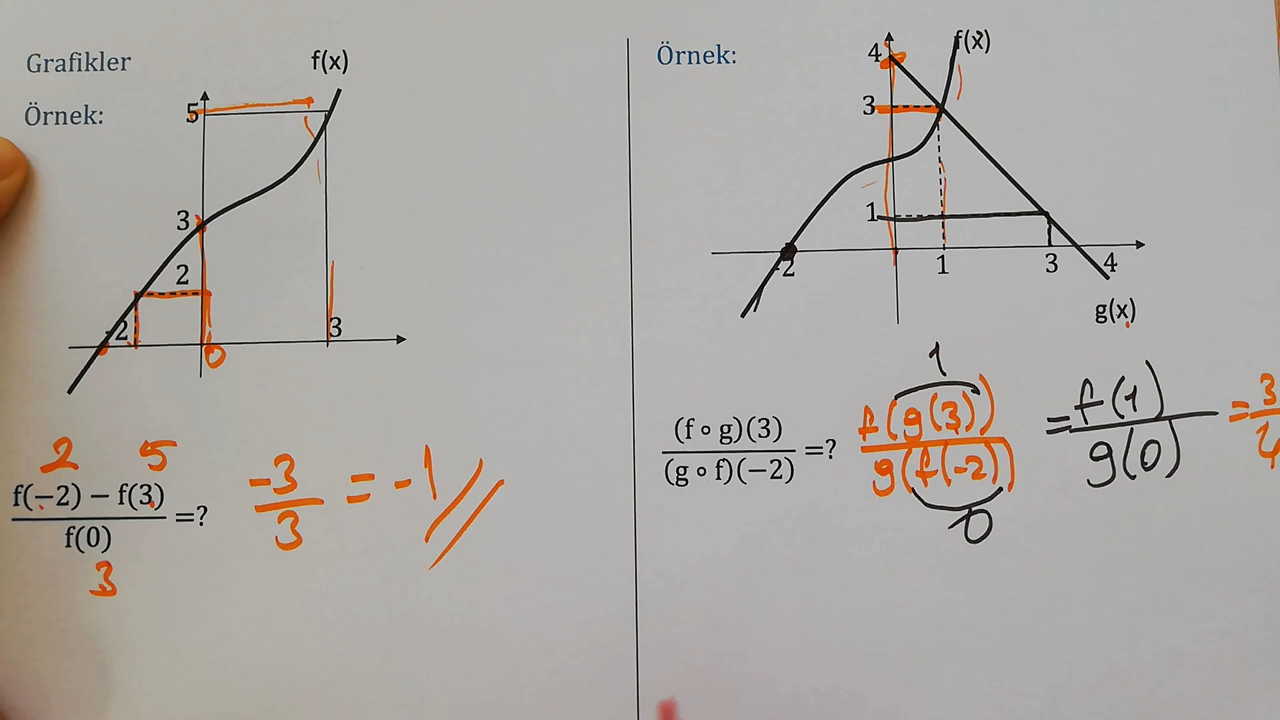 Grafikler
Örnek:
f(x)
5
3
2
-2
0
3
2 5
f(−2) − f(3)
f(0)
=?
3
-3
3
= -1 //
Örnek:
f(x)
4
3
1
-2
1
3
4
g(x)
(f∘g)(3)
(g∘f)(−2)
=?
1
f(g(3))
g(f(-2))
0
= f(1)
g(0)
= 3
4